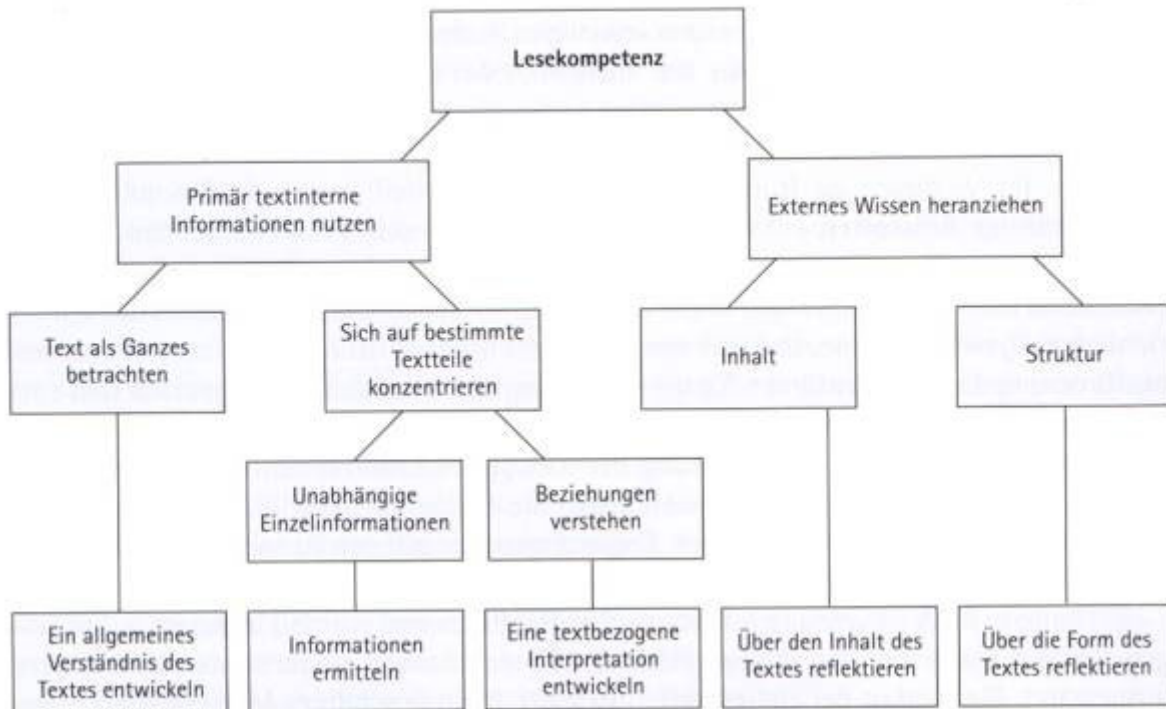 Lesekompetenz
Primär textinterne
Informationen nutzen
Externes Wissen heranziehen
Text als Ganzes
betrachten
Sich auf bestimmte
Textteile
konzentrieren
Inhalt
Struktur
Unabhängige
Einzelinformationen
Beziehungen
verstehen
Ein allgemeines
Verständnis des
Textes entwickeln
Informationen
ermitteln
Eine textbezogene
Interpretation
entwickeln
Über den Inhalt des
Textes reflektieren
Über die Form des
Textes reflektieren